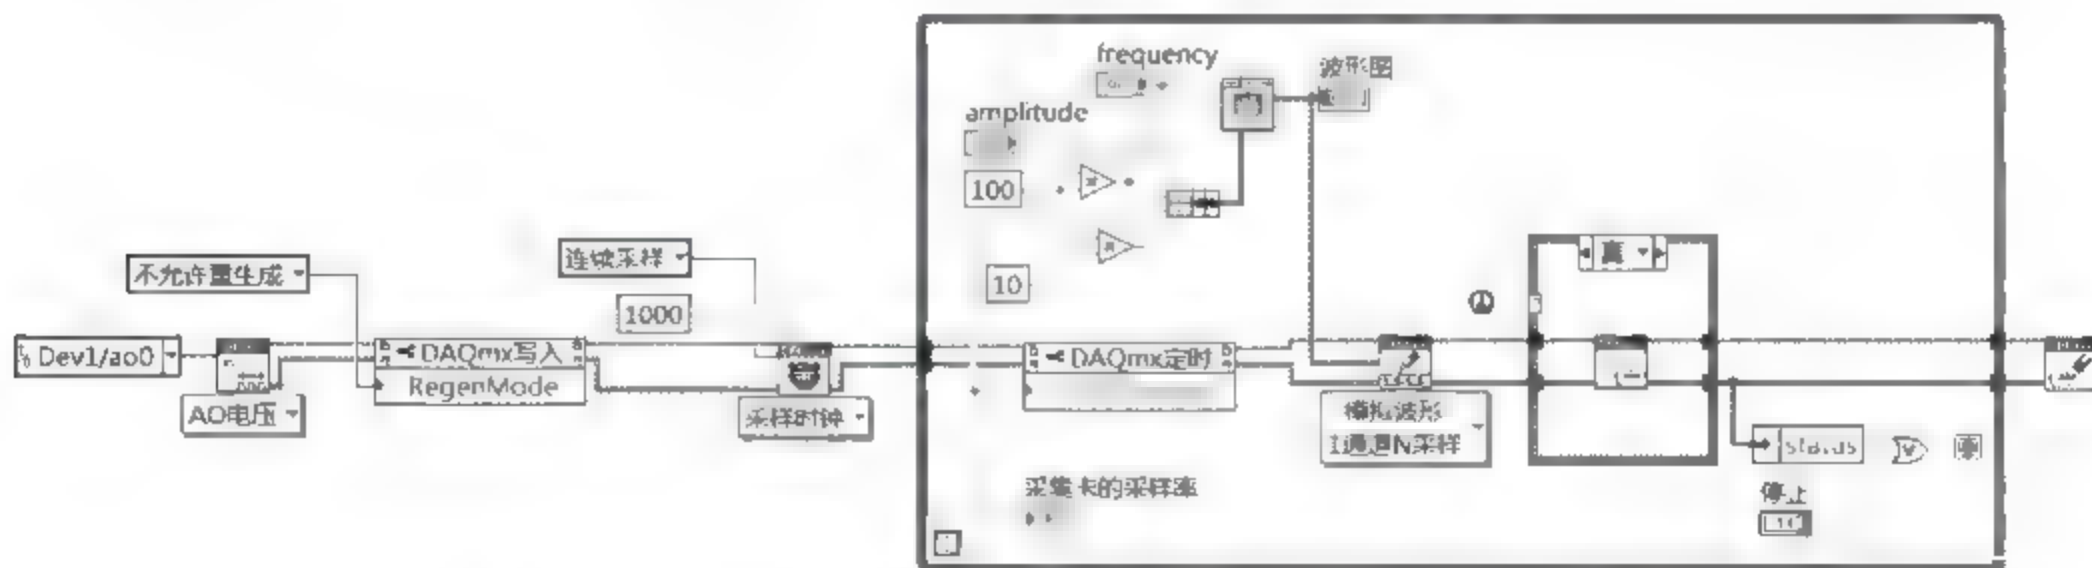 frequency
波形图
amplitude
100
不允许重生成
连续采样
10
真
1000
Dev1/ao0
DAQmx写入
DAQmx定时
RegenMode
AO电压
采样时钟
模拟波形
1通道N采样
status
采集卡的采样率
停止